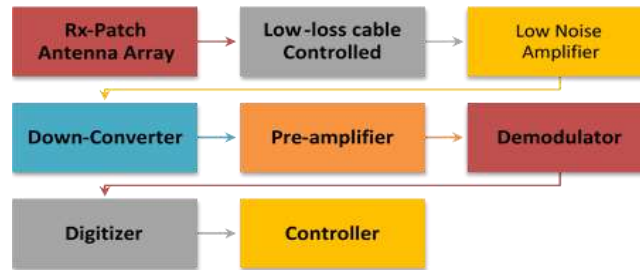 Rx-Patch
Antenna Array
Low-loss cable
Controlled
Low Noise
Amplifier
Down-Converter
Pre-amplifier
Demodulator
Digitizer
Controller